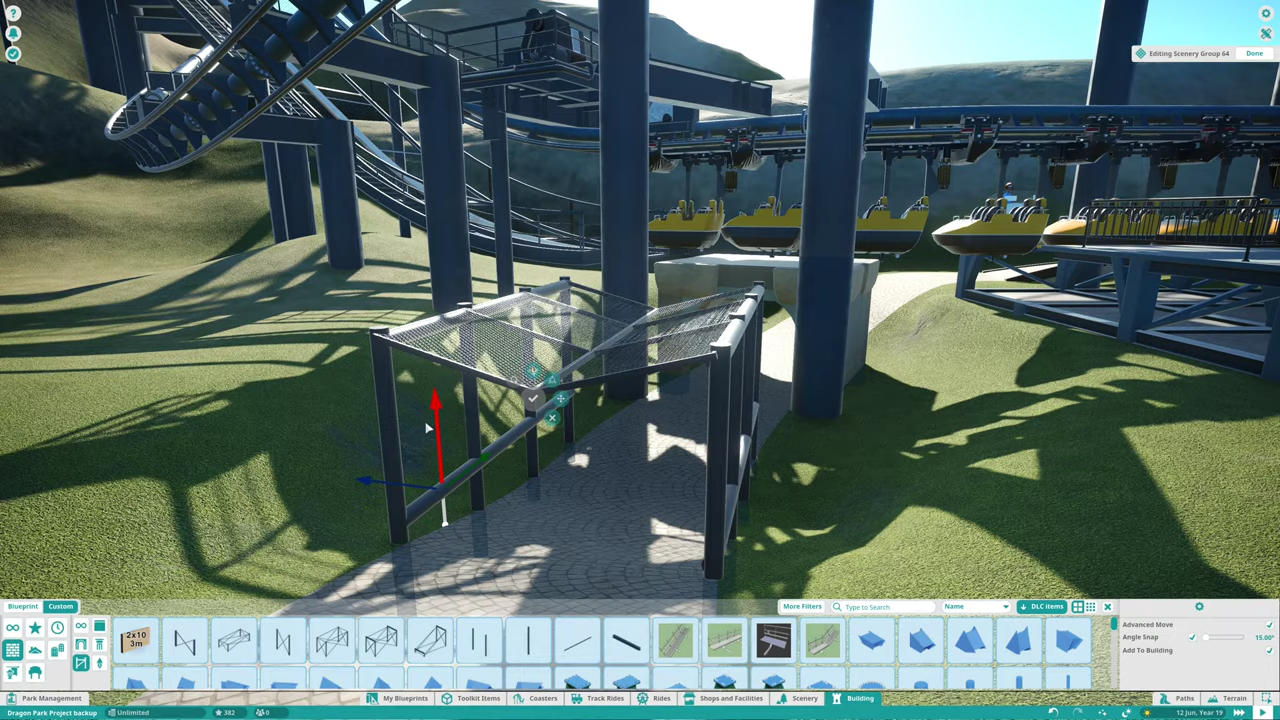 Editing Scenery Group 64
Done
Blueprint
Custom
More Filters
Type to Search
Name
DLC items
2x10
3m
Advanced Move
Angle Snap
15.00°
Add To Building
Park Management
My Blueprints
Toolkit Items
Coasters
Track Rides
Rides
Shops and Facilities
Scenery
Building
Paths
Terrain
Dragon Park Project backup
Unlimited
382
0
12 Jun, Year 19